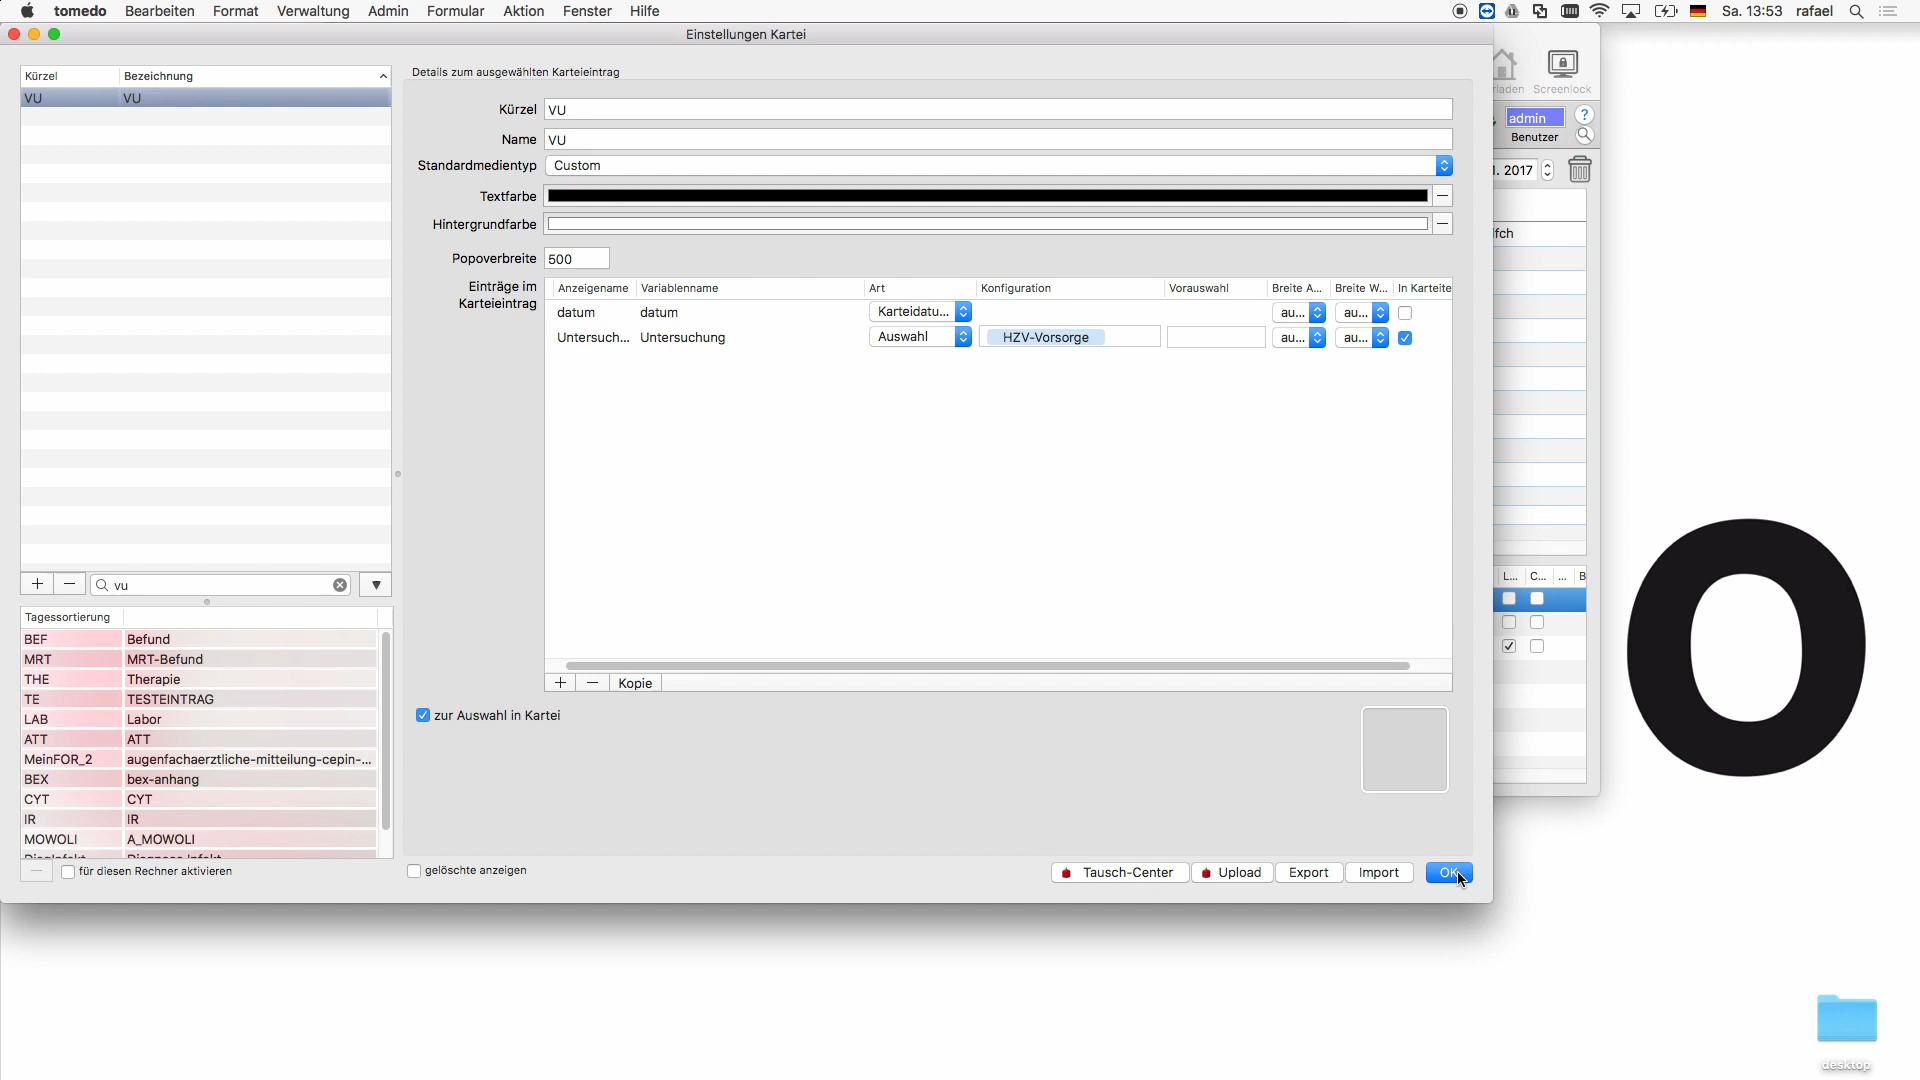 tomedo Bearbeiten Format Verwaltung Admin Formular Aktion Fenster Hilfe Sa. 13:53 rafael
Einstellungen Kartei
Kürzel Bezeichnung
VU VU
Details zum ausgewählten Karteieintrag
Kürzel VU
Name VU
Standardmedientyp Custom
Textfarbe
Hintergrundfarbe
Popoverbreite 500
Einträge im
Karteieintrag
Anzeigename Variablenname Art Konfiguration Vorauswahl Breite A... Breite W... In Karteite
datum datum Karteidatu... au... au...
Untersuch... Untersuchung Auswahl HZV-Vorsorge au... au...
+ − Kopie
zur Auswahl in Kartei
+ − vu
Tagessortierung
BEF Befund
MRT MRT-Befund
THE Therapie
TE TESTEINTRAG
LAB Labor
ATT ATT
MeinFOR_2 augenfachaerztliche-mitteilung-cepin-...
BEX bex-anhang
CYT CYT
IR IR
MOWOLI A_MOWOLI
für diesen Rechner aktivieren
gelöschte anzeigen
Tausch-Center Upload Export Import OK
rladen Screenlock
admin ?
Benutzer
. 2017
fch
L... C... ... B
O
desktop